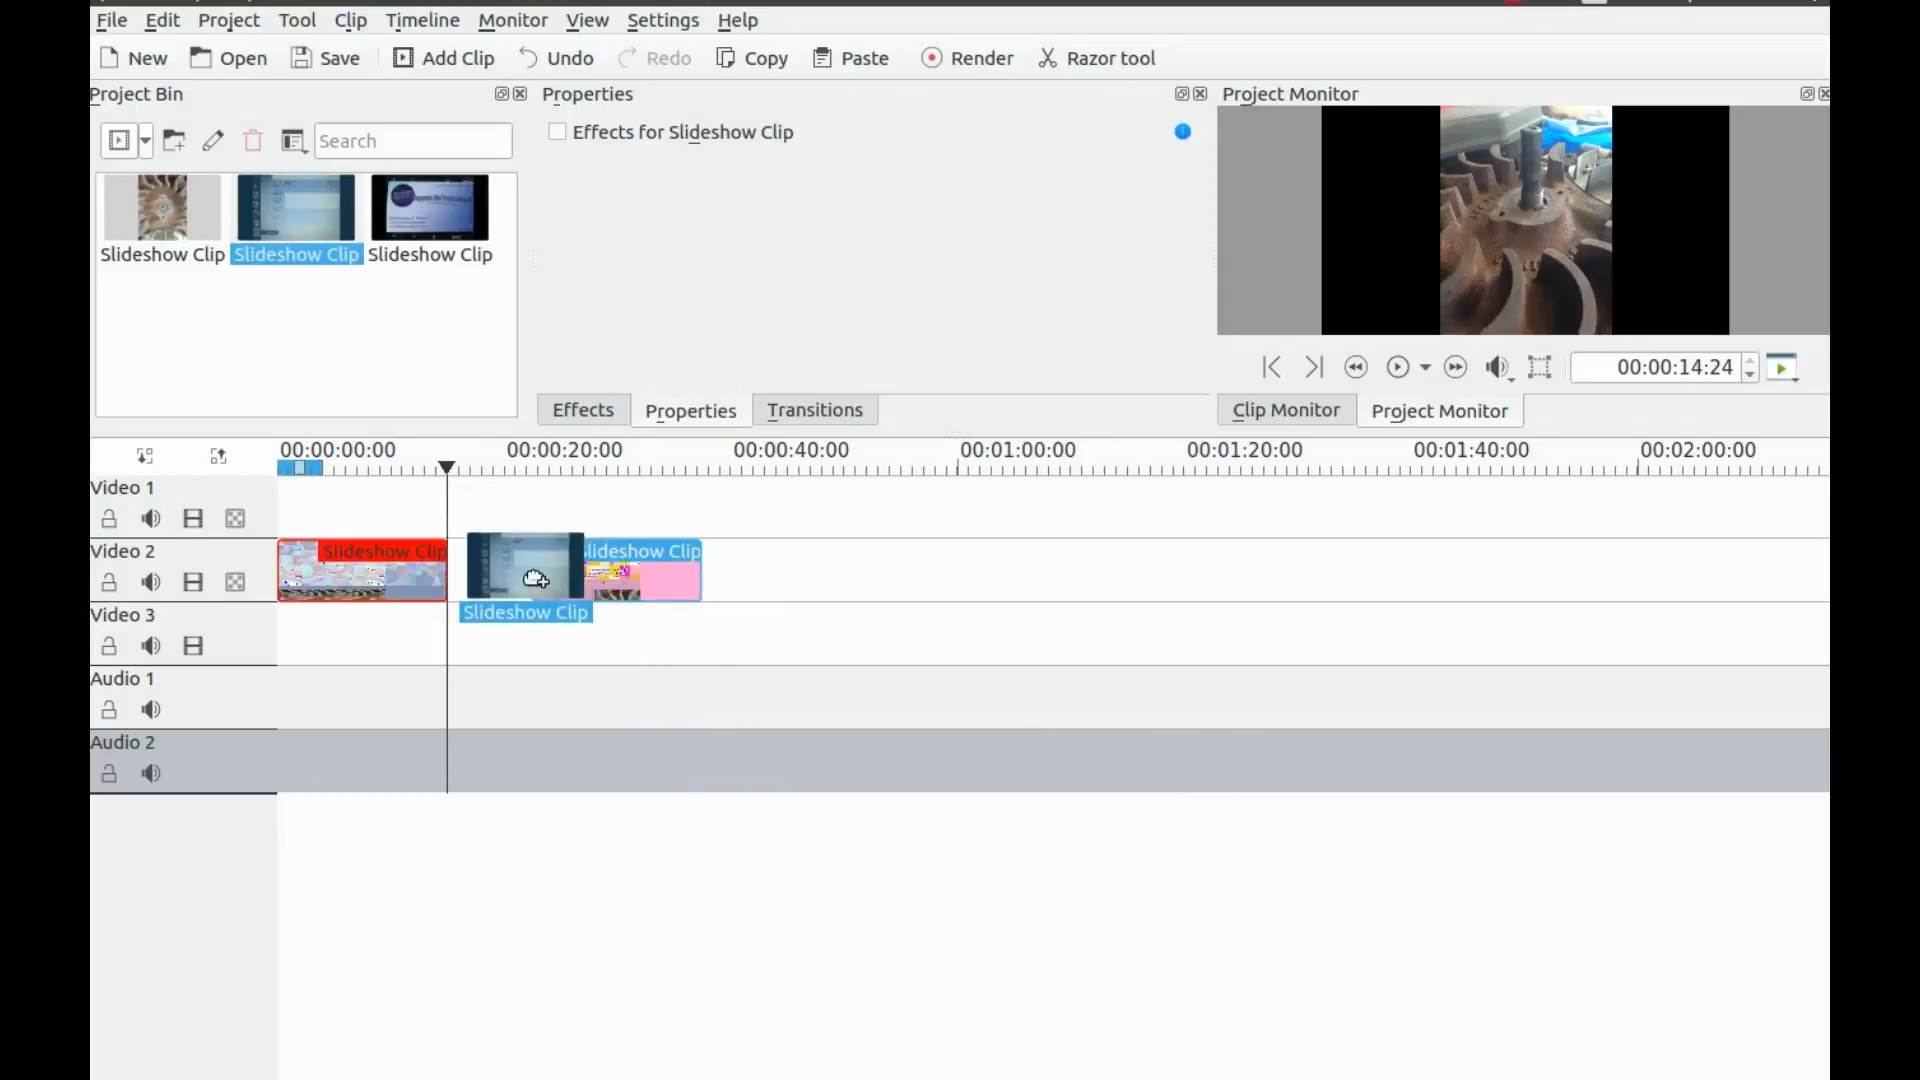 File Edit Project Tool Clip Timeline Monitor View Settings Help
New Open Save Add Clip Undo Redo Copy Paste Render Razor tool
Project Bin
Properties
Project Monitor
Search
Effects for Slideshow Clip
Slideshow Clip Slideshow Clip Slideshow Clip
00:00:14:24
Effects Properties Transitions
Clip Monitor Project Monitor
00:00:00:00 00:00:20:00 00:00:40:00 00:01:00:00 00:01:20:00 00:01:40:00 00:02:00:00
Video 1
Video 2
Slideshow Clip
Slideshow Clip
Slideshow Clip
Video 3
Audio 1
Audio 2